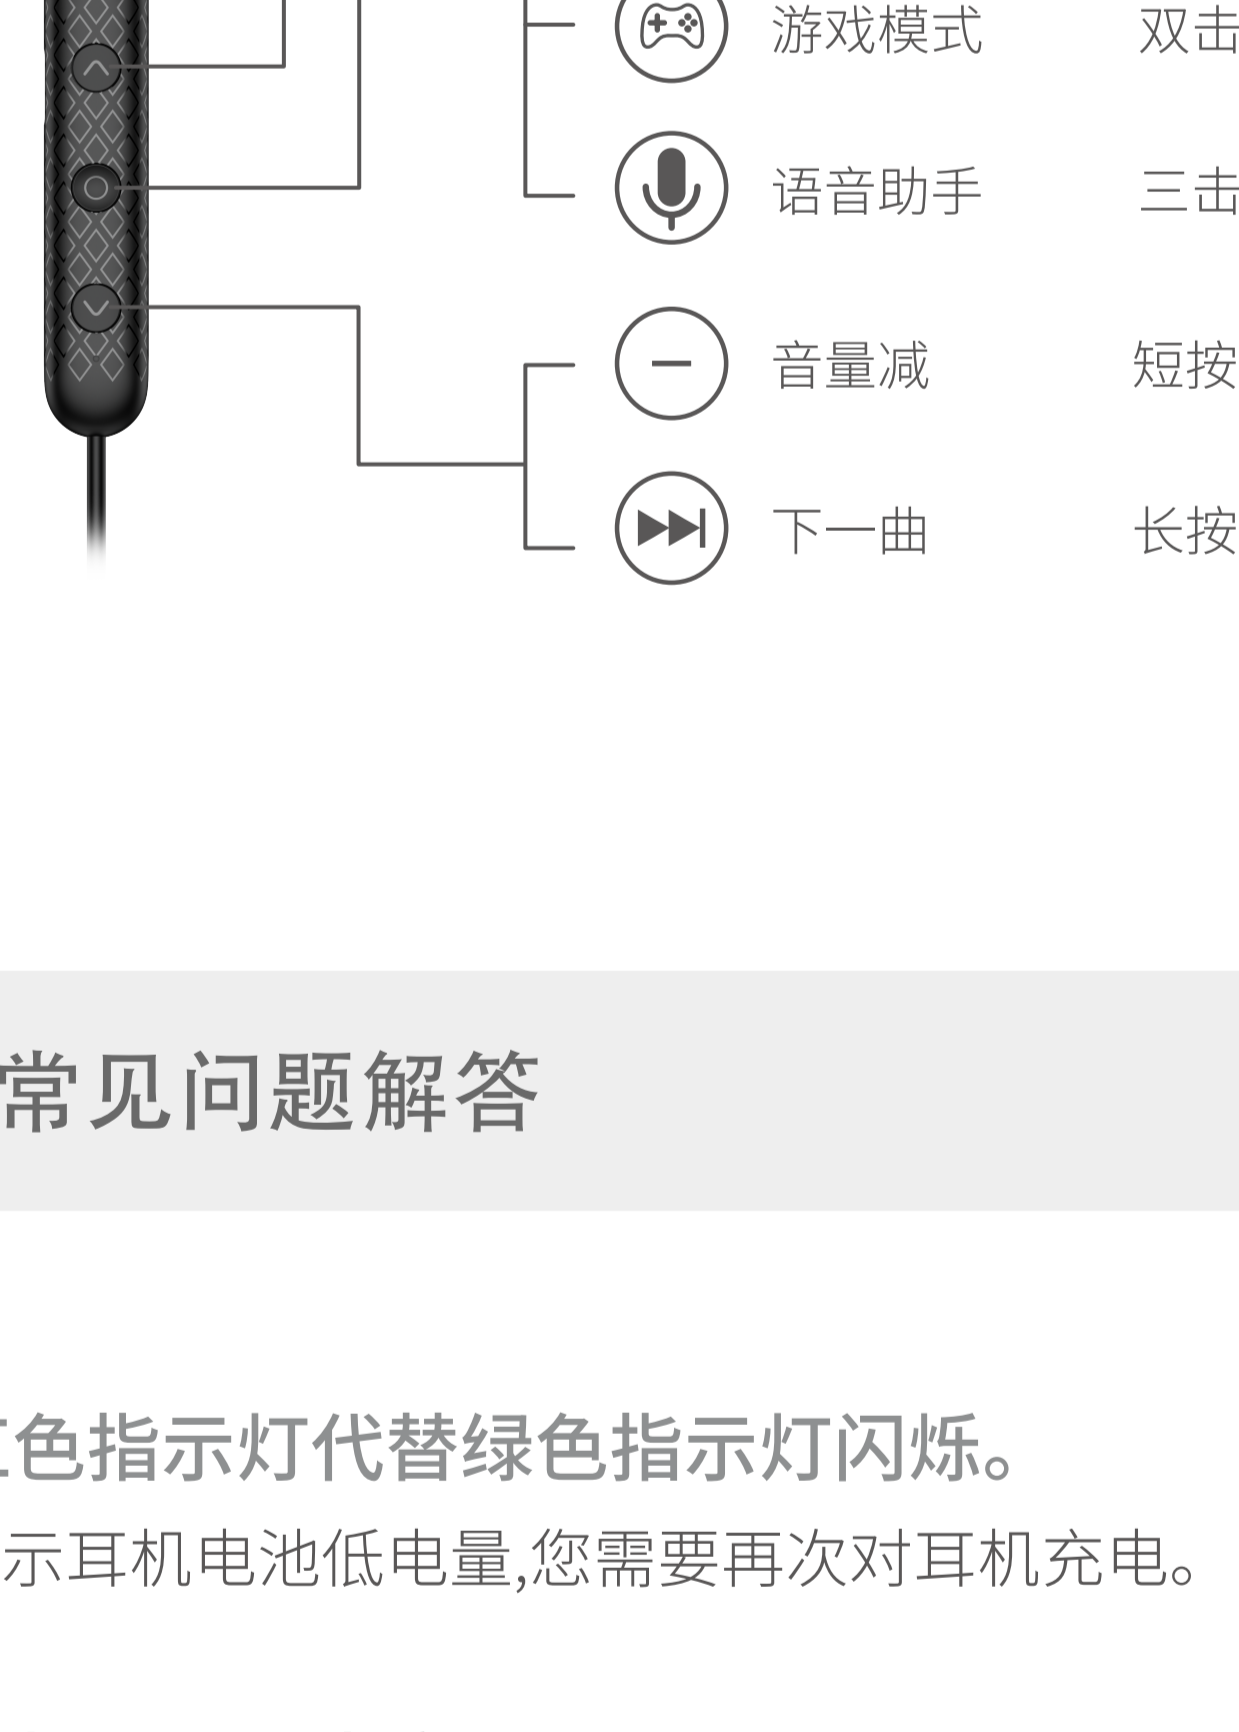 游戏模式 双击
语音助手 三击
音量减 短按
下一曲 长按
常见问题解答
色指示灯代替绿色指示灯闪烁。
示耳机电池低电量,您需要再次对耳机充电。